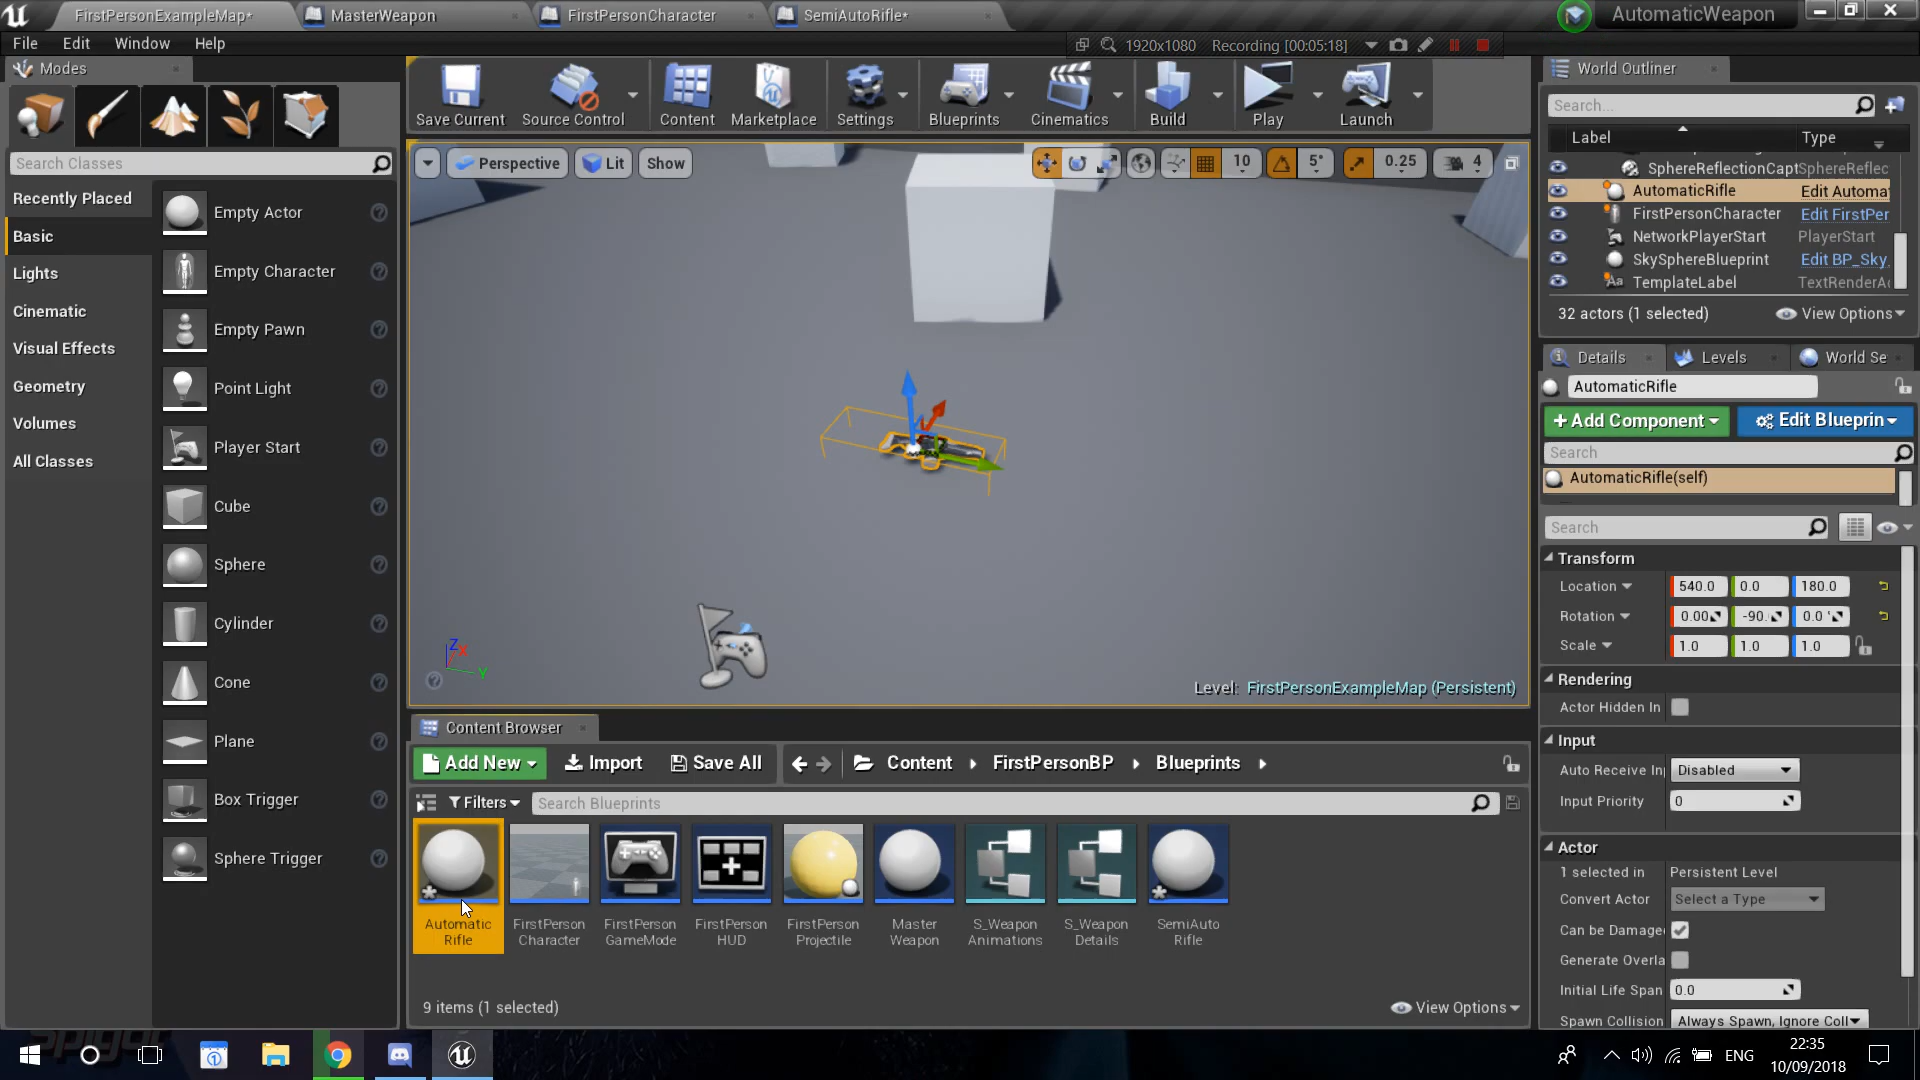 FirstPersonExampleMap*
MasterWeapon
FirstPersonCharacter
SemiAutoRifle*
AutomaticWeapon
File Edit Window Help
1920x1080 Recording [00:05:18]
Modes
Search Classes
Recently Placed
Basic
Lights
Cinematic
Visual Effects
Geometry
Volumes
All Classes
Empty Actor
Empty Character
Empty Pawn
Point Light
Player Start
Cube
Sphere
Cylinder
Cone
Plane
Box Trigger
Sphere Trigger
Save Current
Source Control
Content
Marketplace
Settings
Blueprints
Cinematics
Build
Play
Launch
Perspective
Lit
Show
10
5°
0.25
4
Z
X
Y
Level: FirstPersonExampleMap (Persistent)
Content Browser
Add New
Import
Save All
Content
FirstPersonBP
Blueprints
Filters
Search Blueprints
Automatic
Rifle
FirstPerson
Character
FirstPerson
GameMode
FirstPerson
HUD
FirstPerson
Projectile
Master
Weapon
S_Weapon
Animations
S_Weapon
Details
SemiAuto
Rifle
9 items (1 selected)
View Options
World Outliner
Search...
Label Type
SphereReflectionCapt SphereReflec
AutomaticRifle Edit Automat
FirstPersonCharacter Edit FirstPer
NetworkPlayerStart PlayerStart
SkySphereBlueprint Edit BP_Sky
TemplateLabel TextRenderAc
32 actors (1 selected)
View Options
Details
Levels
World Se
AutomaticRifle
+ Add Component
Edit Blueprin
Search
AutomaticRifle(self)
Search
Transform
Location 540.0 0.0 180.0
Rotation 0.00 -90. 0.0 °
Scale 1.0 1.0 1.0
Rendering
Actor Hidden In
Input
Auto Receive In Disabled
Input Priority 0
Actor
1 selected in Persistent Level
Convert Actor Select a Type
Can be Damage
Generate Overla
Initial Life Span 0.0
Spawn Collision Always Spawn, Ignore Coll
ENG
22:35
10/09/2018